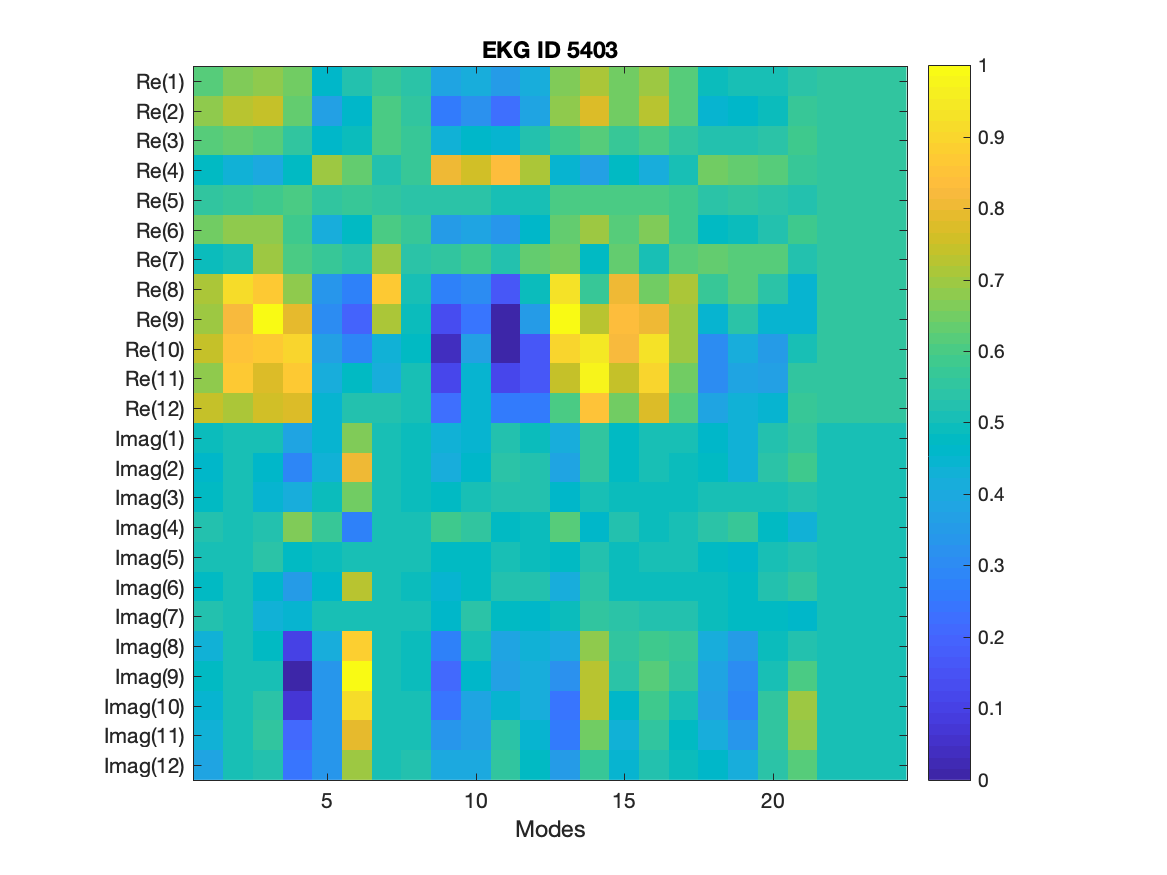 EKG ID 5403
Re(1)
Re(2)
Re(3)
Re(4)
Re(5)
Re(6)
Re(7)
Re(8)
Re(9)
Re(10)
Re(11)
Re(12)
Imag(1)
Imag(2)
Imag(3)
Imag(4)
Imag(5)
Imag(6)
Imag(7)
Imag(8)
Imag(9)
Imag(10)
Imag(11)
Imag(12)
5 10 15 20
Modes
1
0.9
0.8
0.7
0.6
0.5
0.4
0.3
0.2
0.1
0